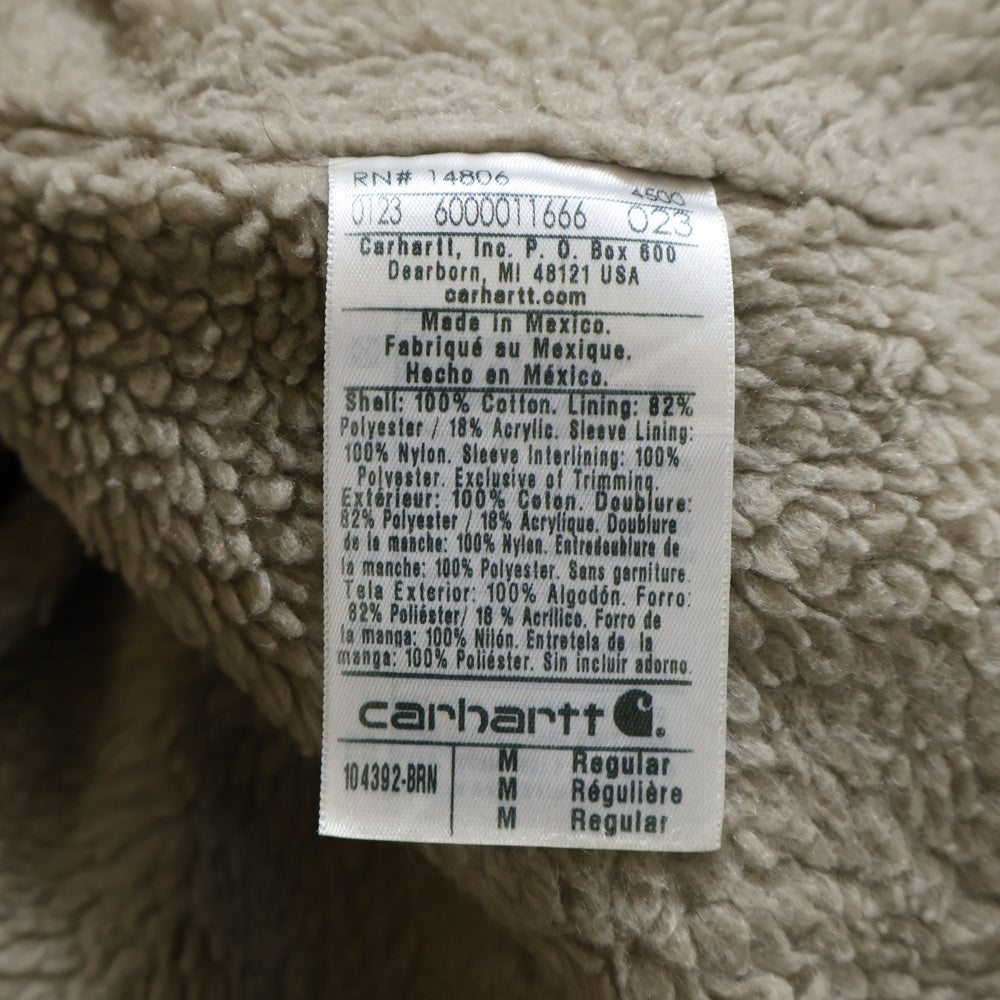 RN# 14806 4500
0123 6000011666 023
Carhartt, Inc. P. O. Box 600
Dearborn, MI 48121 USA
carhartt.com
Made in Mexico.
Fabriqué au Mexique.
Hecho en México.
Shell: 100% Cotton. Lining: 82%
Polyester / 18% Acrylic. Sleeve Lining:
100% Nylon. Sleeve Interlining: 100%
Polyester. Exclusive of Trimming.
Extérieur: 100% Coton. Doublure:
82% Polyester / 18% Acrylique. Doublure
de la manche: 100% Nylon. Entredoublure de
la manche: 100% Polyester. Sans garniture.
Tela Exterior: 100% Algodón. Forro:
82% Poliéster/ 18 % Acrílico. Forro de
la manga: 100% Nilón. Entretela de la
manga: 100% Poliéster. Sin incluir adorno.
carhartt
104392-BRN
M Regular
M Régulière
M Regular